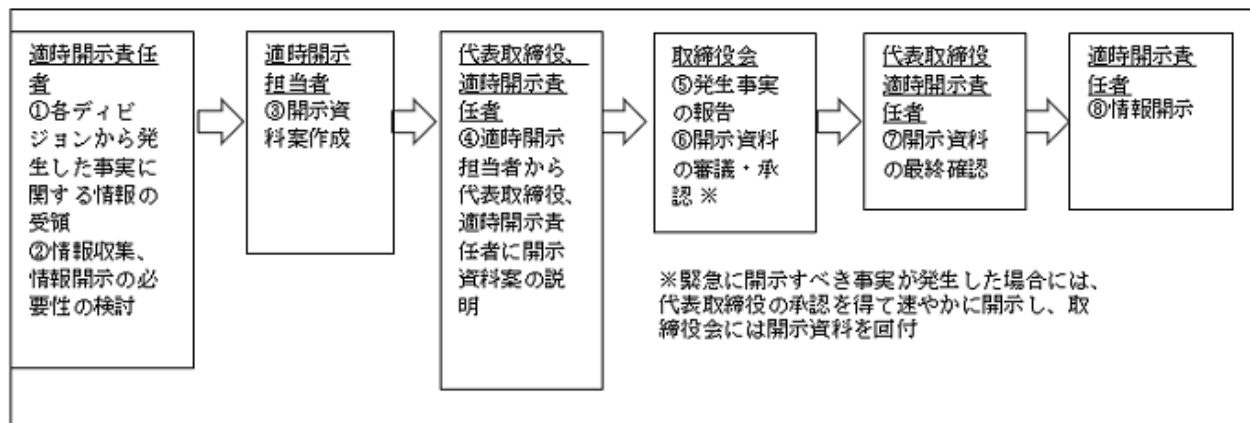 適時開示責任
者
①各ディビ
ジョンから発
生した事実に
関する情報の
受領
②情報収集、
情報開示の必
要性の検討
適時開示
担当者
③開示資
料案作成
代表取締役、
適時開示責
任者
④適時開示
担当者から
代表取締役、
適時開示責
任者に開示
資料案の説
明
取締役会
⑤発生事実
の報告
⑥開示資料
の審議・承
認※
代表取締役
適時開示責
任者
⑦開示資料
の最終確認
適時開示責
任者
⑧情報開示
※緊急に開示すべき事実が発生した場合には、
代表取締役の承認を得て速やかに開示し、取
締役会には開示資料を回付